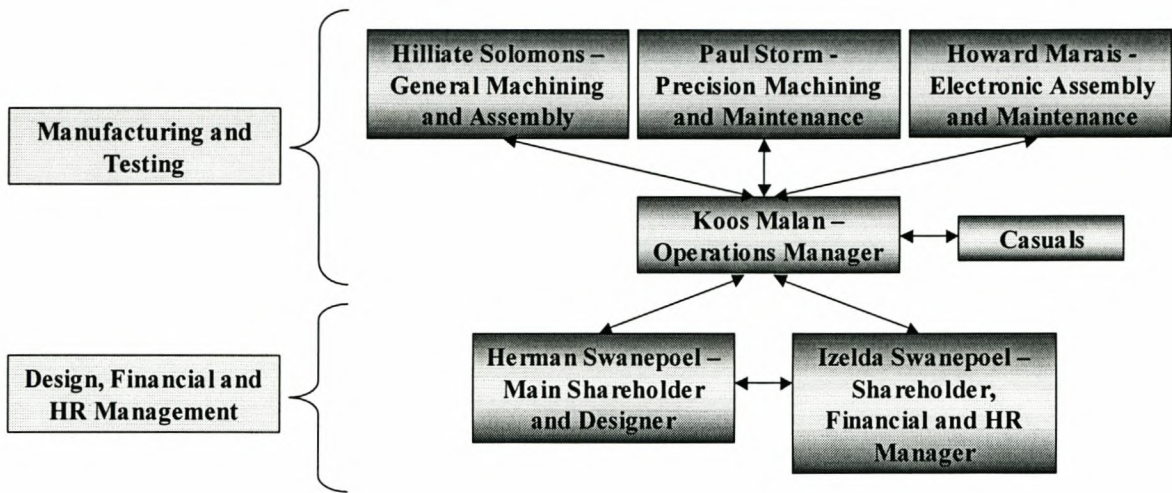 Hilliate Solomons –
General Machining
and Assembly
Paul Storm -
Precision Machining
and Maintenance
Howard Marais -
Electronic Assembly
and Maintenance
Manufacturing and
Testing
Koos Malan –
Operations Manager
Casuals
Design, Financial and
HR Management
Herman Swanepoel –
Main Shareholder
and Designer
Izelda Swanepoel –
Shareholder,
Financial and HR
Manager